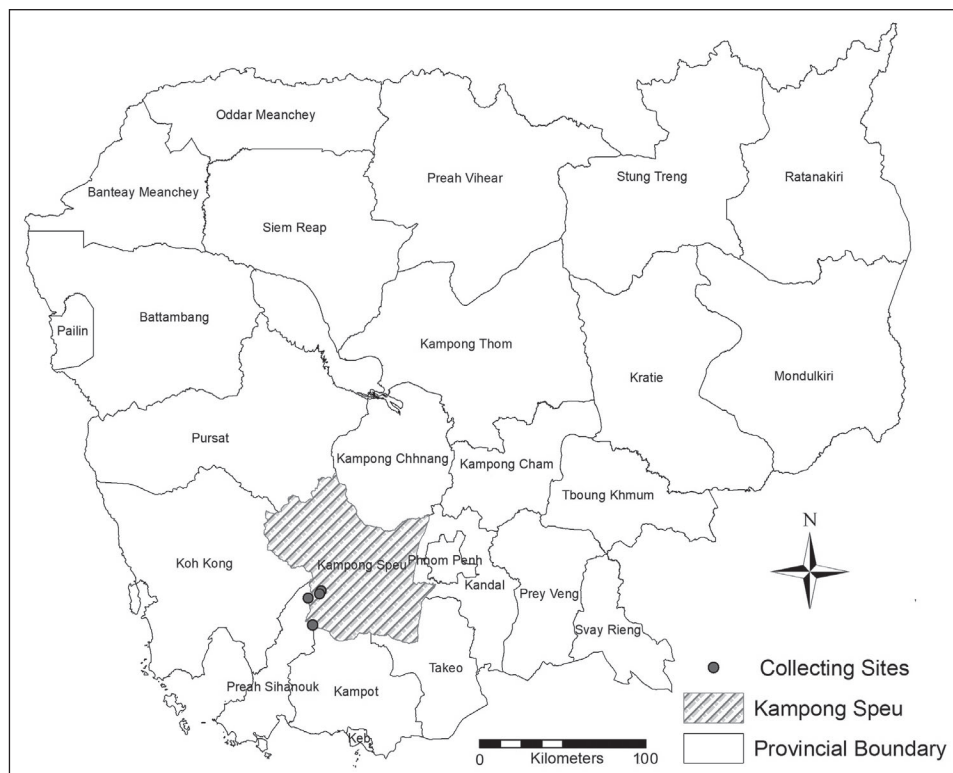 Oddar Meanchey
Preah Vihear
Stung Treng
Ratanakiri
Banteay Meanchey
Siem Reap
Battambang
Pailin
Kampong Thom
Kratie
Mondulkiri
Pursat
Kampong Chhnang
Kampong Cham
Tboung Khmum
Koh Kong
Kampong Speu
Phnom Penh
Kandal
Prey Veng
Svay Rieng
Takeo
Preah Sihanouk
Kampot
Keb
N
Collecting Sites
Kampong Speu
Provincial Boundary
0 Kilometers 100